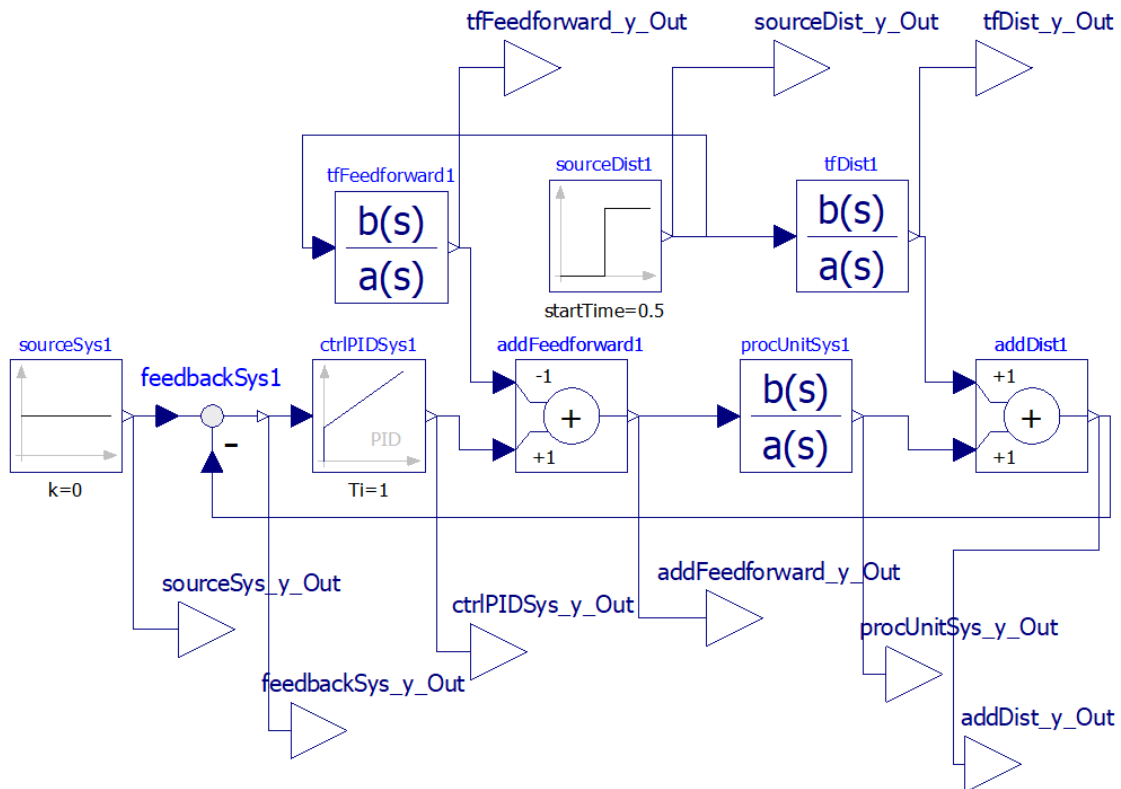 tfFeedforward_y_Out
sourceDist_y_Out
tfDist_y_Out
tfFeedforward1
sourceDist1
tfDist1
b(s)
a(s)
b(s)
a(s)
startTime=0.5
sourceSys1
ctrlPIDSys1
addFeedforward1
procUnitSys1
addDist1
feedbackSys1
-
PID
-1
+
+1
b(s)
a(s)
+1
+
+1
k=0
Ti=1
sourceSys_y_Out
ctrlPIDSys_y_Out
addFeedforward_y_Out
procUnitSys_y_Out
feedbackSys_y_Out
addDist_y_Out